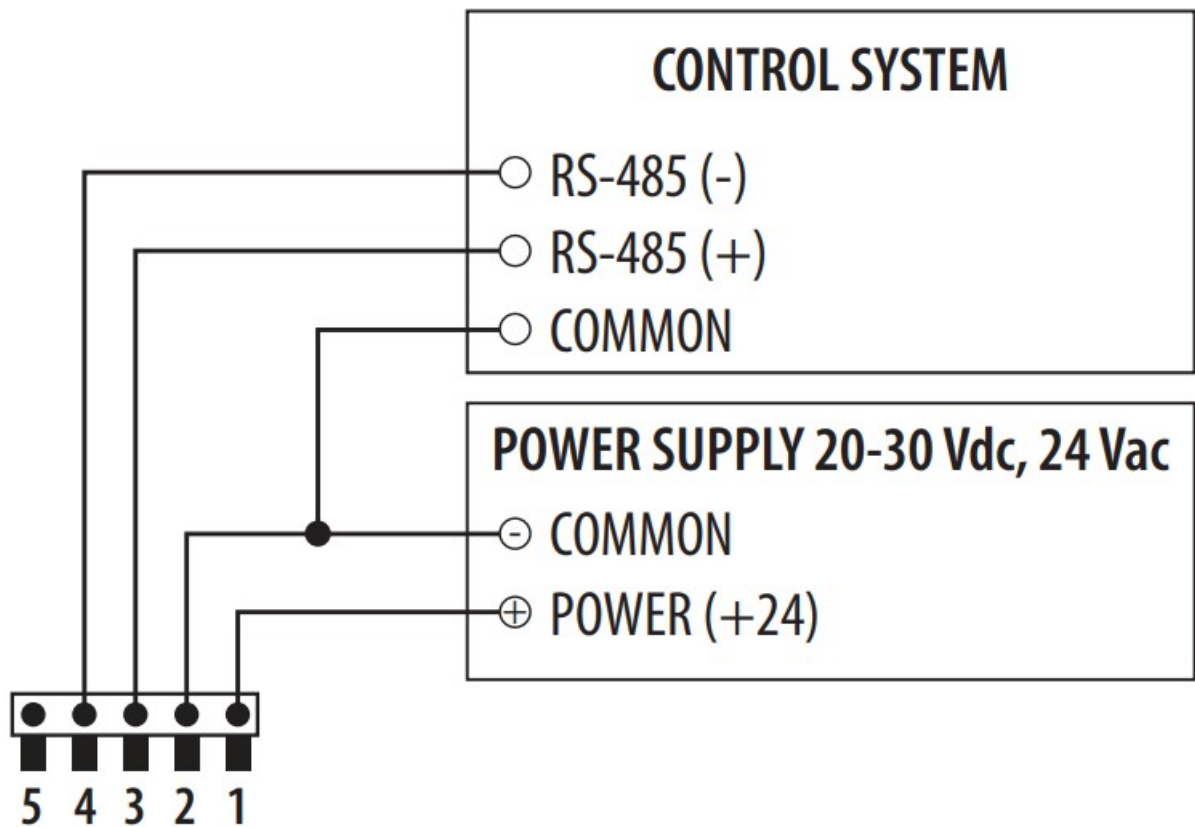 CONTROL SYSTEM
RS-485 (-)
RS-485 (+)
COMMON
POWER SUPPLY 20-30 Vdc, 24 Vac
- COMMON
+ POWER (+24)
5 4 3 2 1